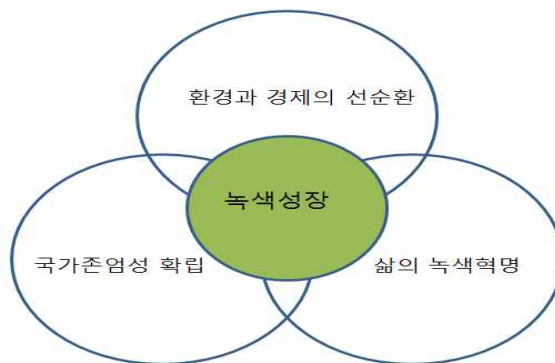 환경과 경제의 선순환
녹색성장
국가존엄성 확립
삶의 녹색혁명